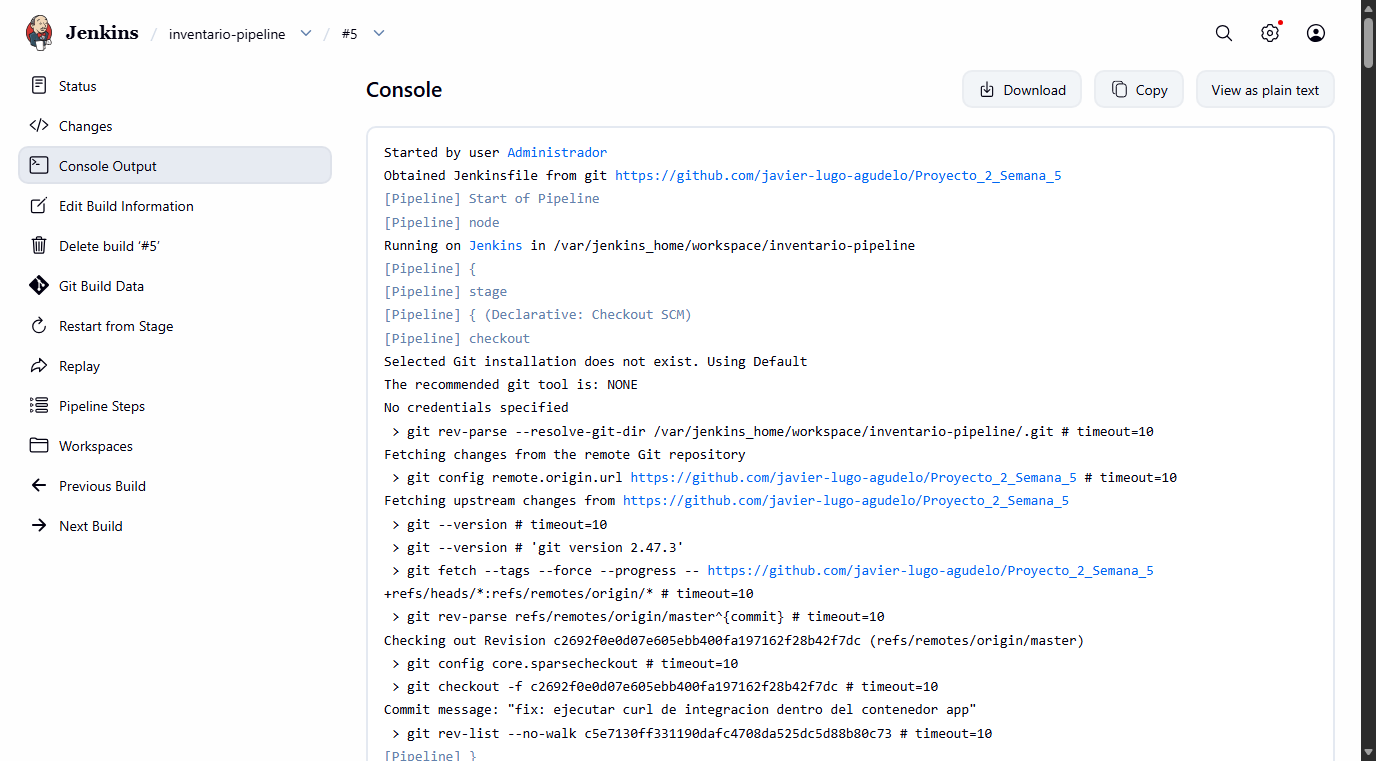 Jenkins / inventario-pipeline / #5
Status
Changes
Console Output
Edit Build Information
Delete build ‘#5’
Git Build Data
Restart from Stage
Replay
Pipeline Steps
Workspaces
Previous Build
Next Build
Console
Download
Copy
View as plain text
Started by user Administrador
Obtained Jenkinsfile from git https://github.com/javier-lugo-agudelo/Proyecto_2_Semana_5
[Pipeline] Start of Pipeline
[Pipeline] node
Running on Jenkins in /var/jenkins_home/workspace/inventario-pipeline
[Pipeline] {
[Pipeline] stage
[Pipeline] { (Declarative: Checkout SCM)
[Pipeline] checkout
Selected Git installation does not exist. Using Default
The recommended git tool is: NONE
No credentials specified
> git rev-parse --resolve-git-dir /var/jenkins_home/workspace/inventario-pipeline/.git # timeout=10
Fetching changes from the remote Git repository
> git config remote.origin.url https://github.com/javier-lugo-agudelo/Proyecto_2_Semana_5 # timeout=10
Fetching upstream changes from https://github.com/javier-lugo-agudelo/Proyecto_2_Semana_5
> git --version # timeout=10
> git --version # 'git version 2.47.3'
> git fetch --tags --force --progress -- https://github.com/javier-lugo-agudelo/Proyecto_2_Semana_5
+refs/heads/*:refs/remotes/origin/* # timeout=10
> git rev-parse refs/remotes/origin/master^{commit} # timeout=10
Checking out Revision c2692f0e0d07e605ebb400fa197162f28b42f7dc (refs/remotes/origin/master)
> git config core.sparsecheckout # timeout=10
> git checkout -f c2692f0e0d07e605ebb400fa197162f28b42f7dc # timeout=10
Commit message: "fix: ejecutar curl de integracion dentro del contenedor app"
> git rev-list --no-walk c5e7130ff331190dafc4708da525dc5d88b80c73 # timeout=10
[Pipeline] }